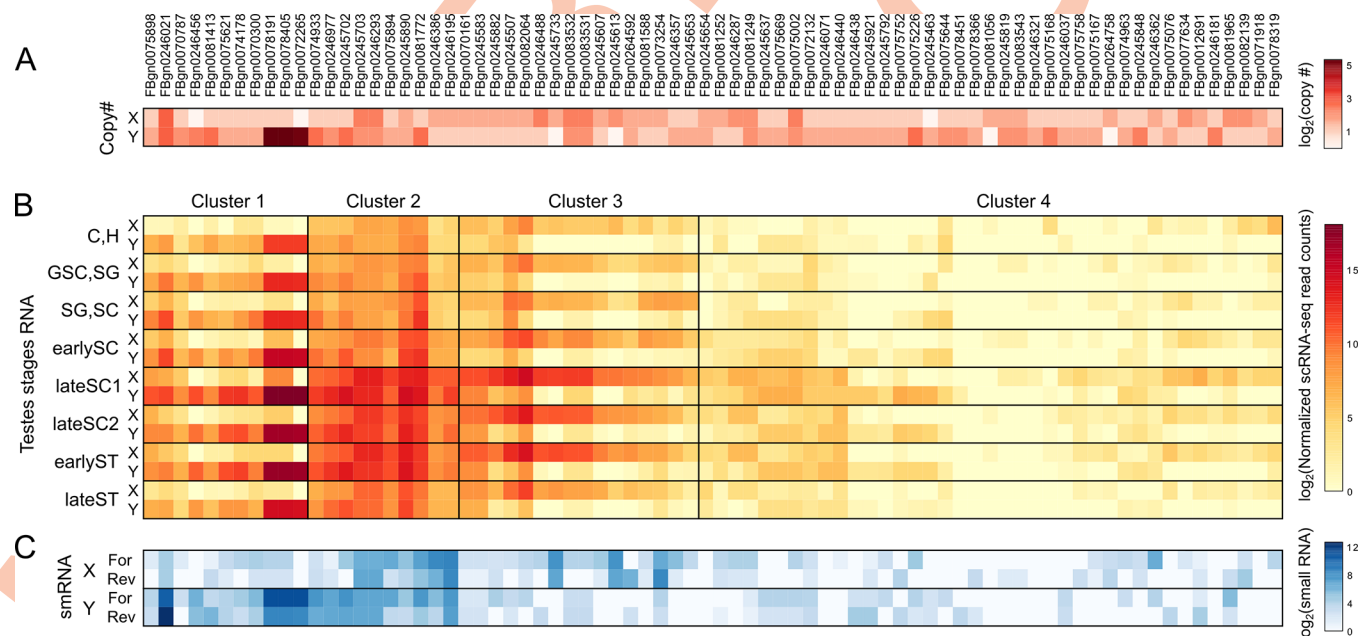 A
FBgn0075898
FBgn0246021
FBgn0070787
FBgn0246456
FBgn0081413
FBgn0075621
FBgn0074178
FBgn0070300
FBgn0078191
FBgn0078405
FBgn0072265
FBgn0074933
FBgn0246977
FBgn0245702
FBgn0245703
FBgn0246293
FBgn0075894
FBgn0245890
FBgn0081772
FBgn0246386
FBgn0246195
FBgn0070161
FBgn0245583
FBgn0245882
FBgn0245507
FBgn0082064
FBgn0246488
FBgn0245733
FBgn0083532
FBgn0083531
FBgn0245607
FBgn0245613
FBgn0264592
FBgn0081588
FBgn0073254
FBgn0246357
FBgn0245653
FBgn0245654
FBgn0081252
FBgn0246287
FBgn0081249
FBgn0245637
FBgn0070669
FBgn0075002
FBgn0072132
FBgn0246071
FBgn0246484
FBgn0246438
FBgn0245921
FBgn0245792
FBgn0075752
FBgn0075226
FBgn0245463
FBgn0075644
FBgn0078451
FBgn0078366
FBgn0081056
FBgn0245819
FBgn0083543
FBgn0246321
FBgn0075168
FBgn0246037
FBgn0075758
FBgn0075167
FBgn0264758
FBgn0074963
FBgn0245448
FBgn0246362
FBgn0075076
FBgn0077634
FBgn0012691
FBgn0246181
FBgn0081965
FBgn0082139
FBgn0071918
FBgn0078319
Copy#
X
Y
log2(copy #)
5
3
1
B
Cluster 1 Cluster 2 Cluster 3 Cluster 4
Testes stages RNA
C,H X
Y
GSC,SG X
Y
SG,SC X
Y
earlySC X
Y
lateSC1 X
Y
lateSC2 X
Y
earlyST X
Y
lateST X
Y
log2(Normalized scRNA-seq read counts)
15
10
5
0
C
smRNA
X For
Rev
Y For
Rev
log2(small RNA)
12
8
4
0